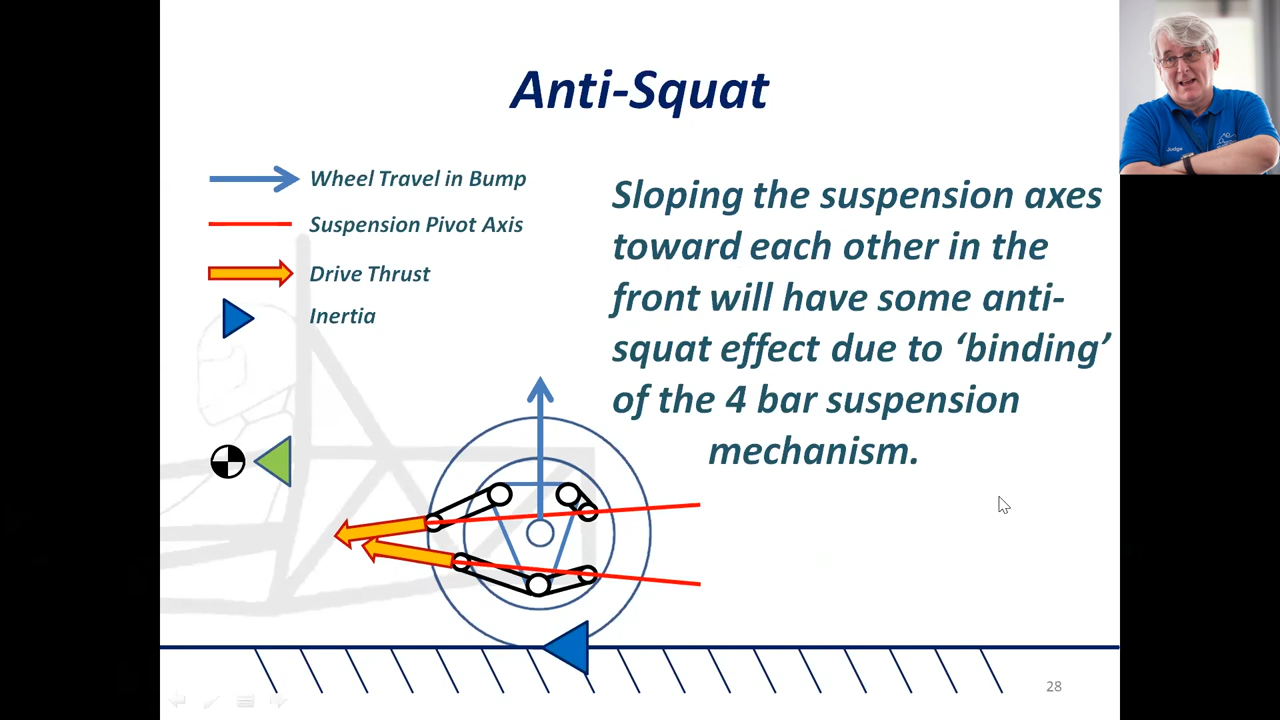 Anti-Squat
Wheel Travel in Bump
Suspension Pivot Axis
Drive Thrust
Inertia
Sloping the suspension axes
toward each other in the
front will have some anti-
squat effect due to ‘binding’
of the 4 bar suspension
mechanism.
28
Judge